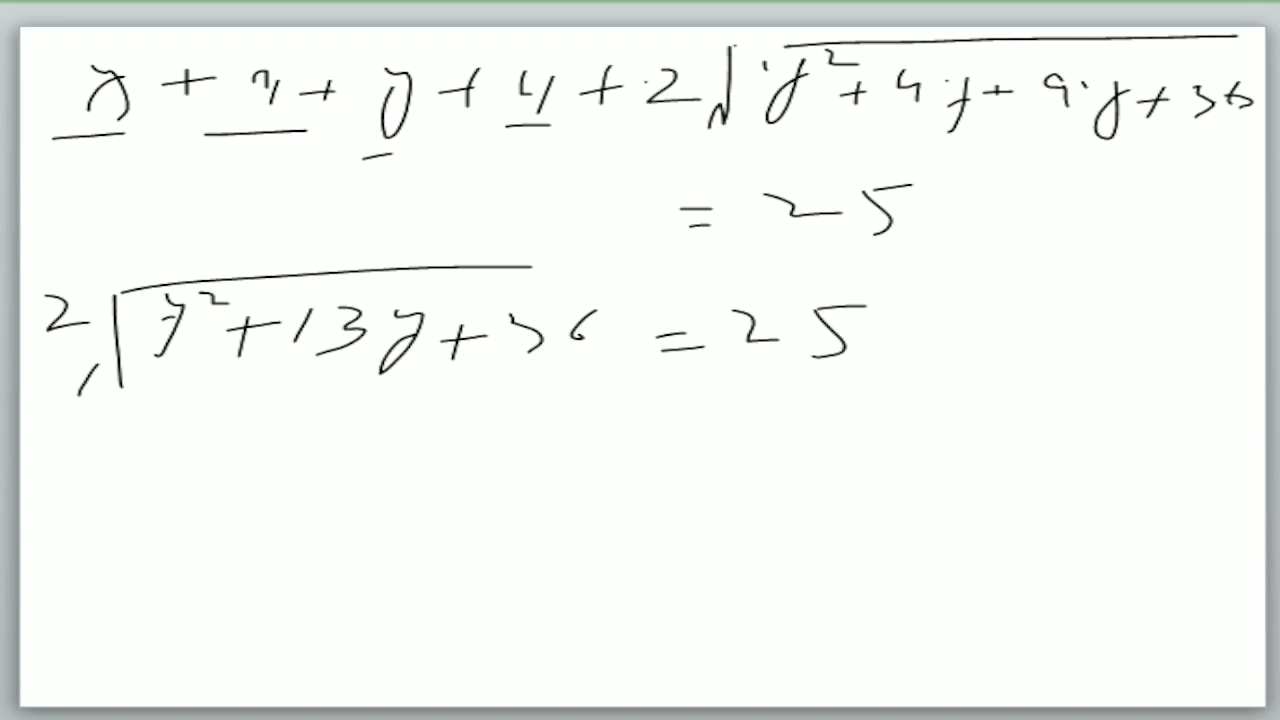 y + 9 + y + 4 + 2√(y² + 4y + 9y + 36)
= 25
2√(y² + 13y + 36) = 25